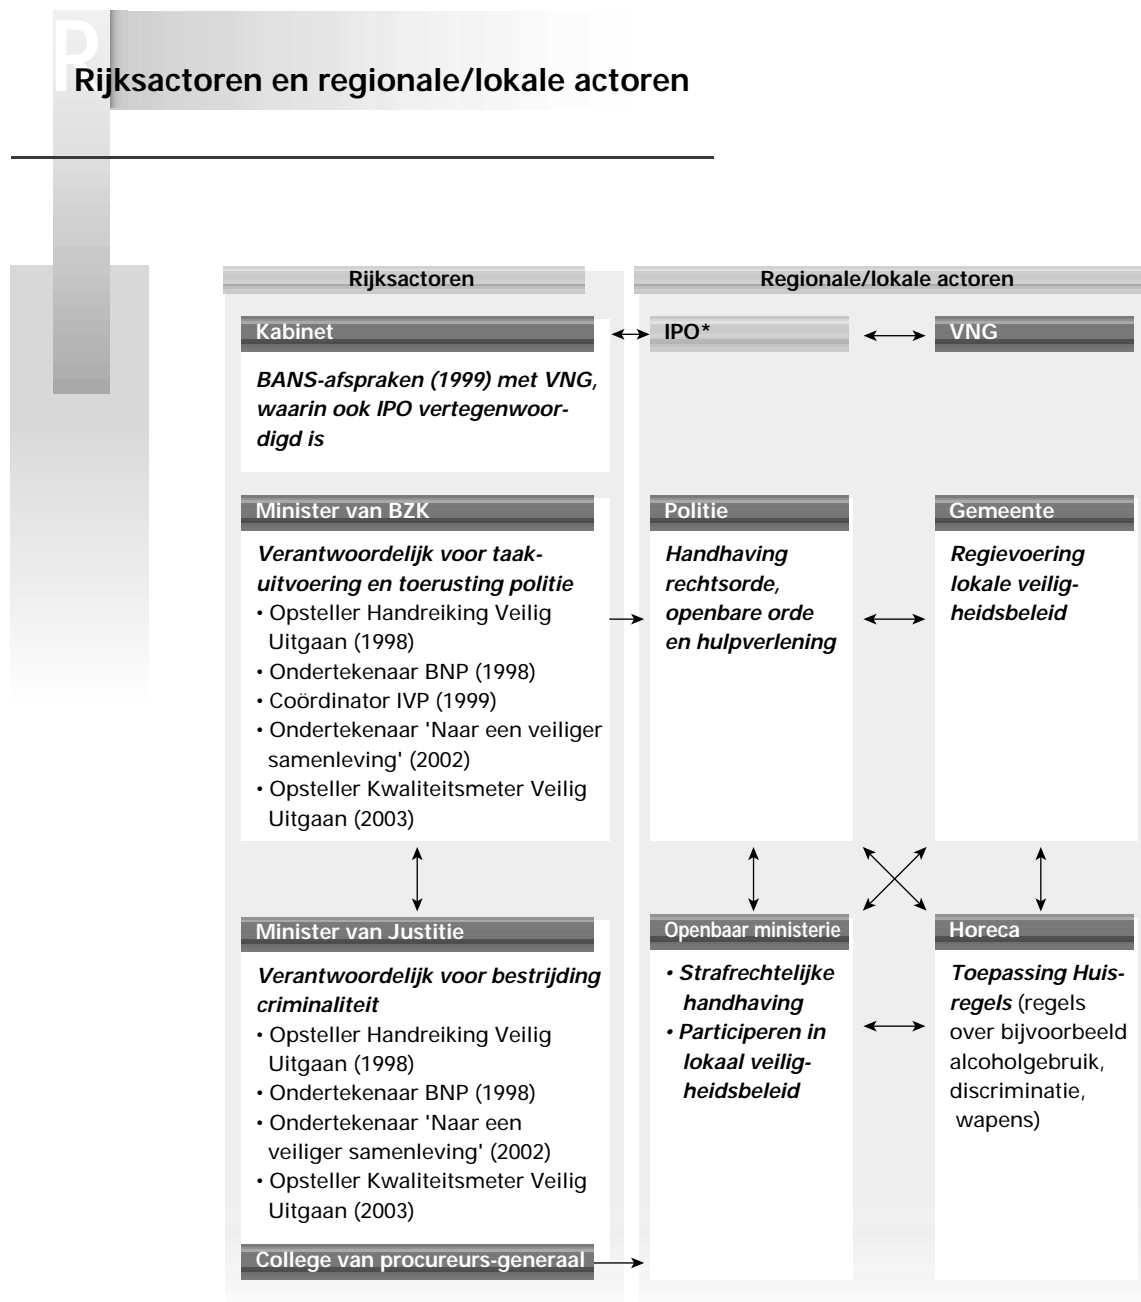 R
Rijksactoren en regionale/lokale actoren
Rijksactoren
Regionale/lokale actoren
Kabinet
IPO*
VNG
BANS-afspraken (1999) met VNG,
waarin ook IPO vertegenwoor-
digd is
Minister van BZK
Verantwoordelijk voor taak-
uitvoering en toerusting politie
• Opsteller Handreiking Veilig
Uitgaan (1998)
• Ondertekenaar BNP (1998)
• Coördinator IVP (1999)
• Ondertekenaar 'Naar een veiliger
samenleving' (2002)
• Opsteller Kwaliteitsmeter Veilig
Uitgaan (2003)
Politie
Handhaving
rechtsorde,
openbare orde
en hulpverlening
Gemeente
Regievoering
lokale veilig-
heidsbeleid
Minister van Justitie
Verantwoordelijk voor bestrijding
criminaliteit
• Opsteller Handreiking Veilig
Uitgaan (1998)
• Ondertekenaar BNP (1998)
• Ondertekenaar 'Naar een
veiliger samenleving' (2002)
• Opsteller Kwaliteitsmeter Veilig
Uitgaan (2003)
College van procureurs-generaal
Openbaar ministerie
• Strafrechtelijke
handhaving
• Participeren in
lokaal veilig-
heidsbeleid
Horeca
Toepassing Huis-
regels (regels
over bijvoorbeeld
alcoholgebruik,
discriminatie,
wapens)